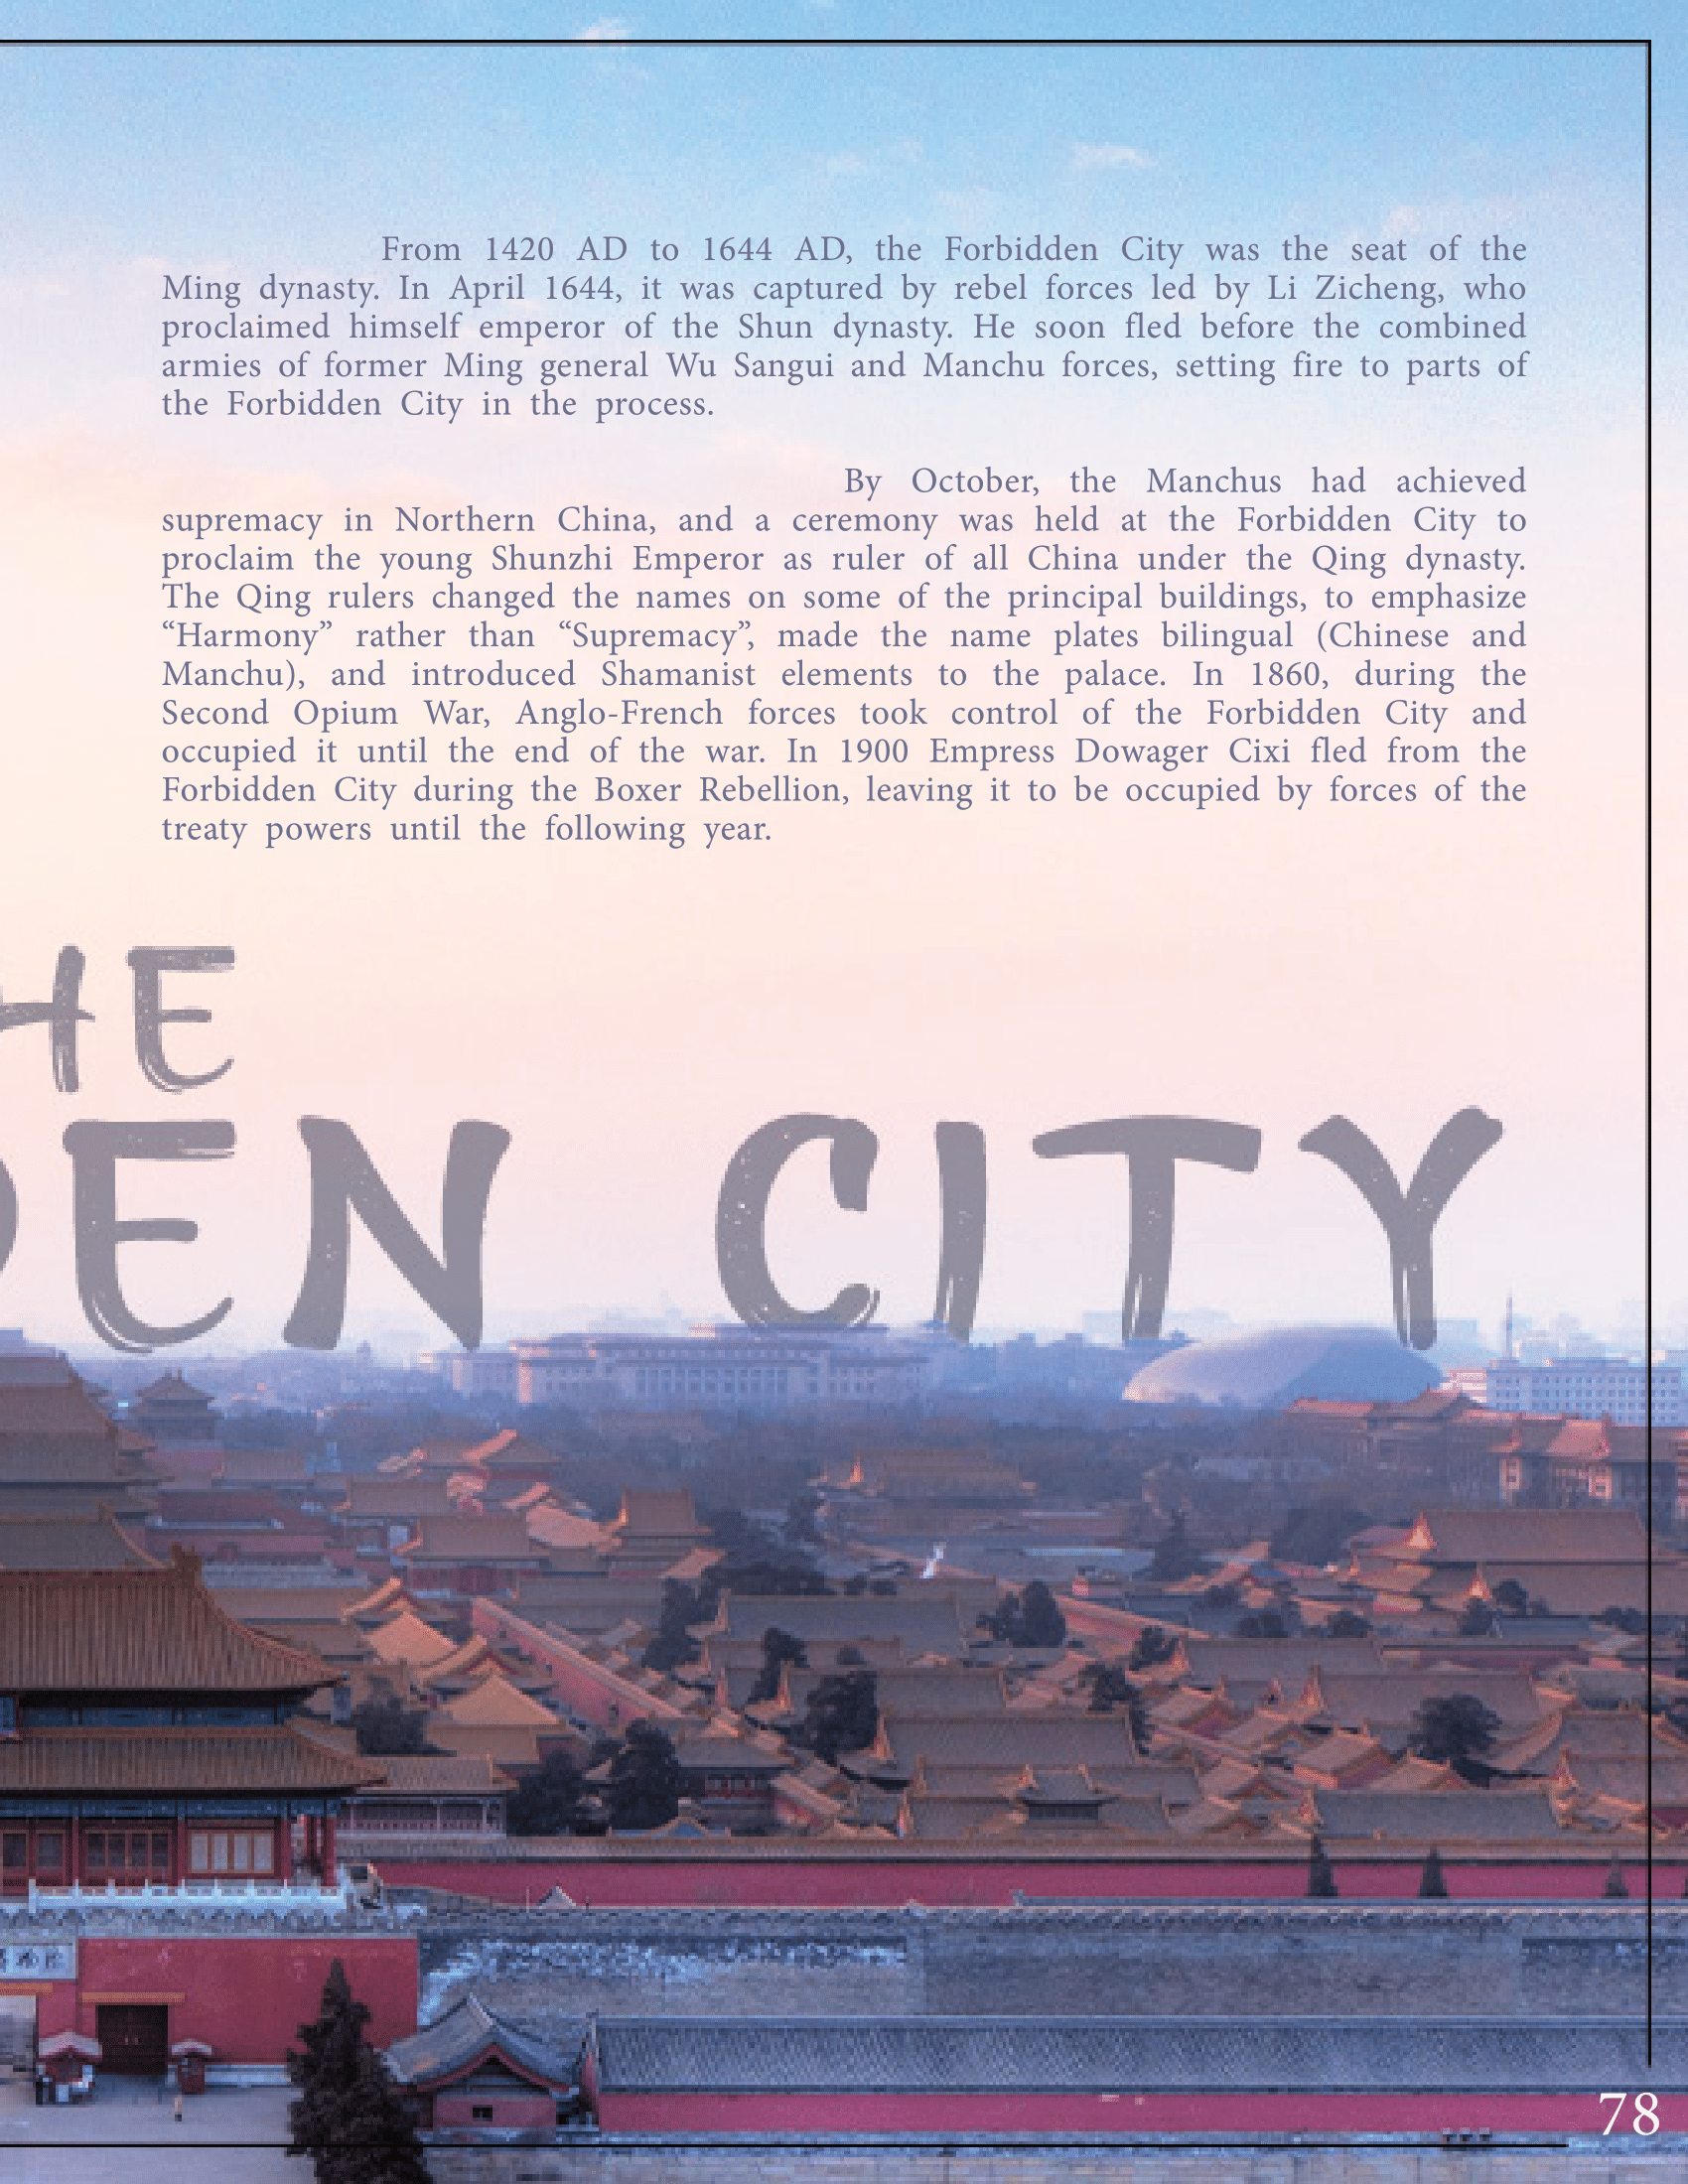 From 1420 AD to 1644 AD, the Forbidden City was the seat of the
Ming dynasty. In April 1644, it was captured by rebel forces led by Li Zicheng, who
proclaimed himself emperor of the Shun dynasty. He soon fled before the combined
armies of former Ming general Wu Sangui and Manchu forces, setting fire to parts of
the Forbidden City in the process.
By October, the Manchus had achieved
supremacy in Northern China, and a ceremony was held at the Forbidden City to
proclaim the young Shunzhi Emperor as ruler of all China under the Qing dynasty.
The Qing rulers changed the names on some of the principal buildings, to emphasize
“Harmony” rather than “Supremacy”, made the name plates bilingual (Chinese and
Manchu), and introduced Shamanist elements to the palace. In 1860, during the
Second Opium War, Anglo-French forces took control of the Forbidden City and
occupied it until the end of the war. In 1900 Empress Dowager Cixi fled from the
Forbidden City during the Boxer Rebellion, leaving it to be occupied by forces of the
treaty powers until the following year.
HE
DEN CITY
78